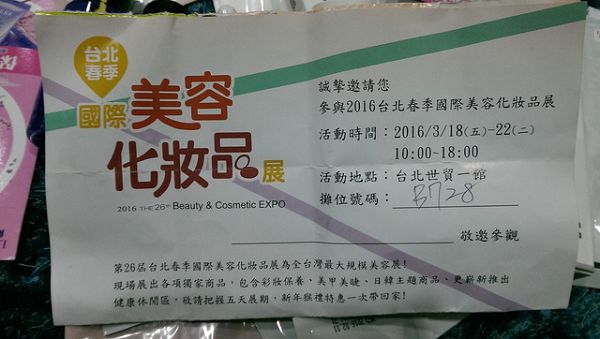 台北
春季
國際
美容
化妝品展
2016 THE 26th Beauty & Cosmetic EXPO
誠摯邀請您
參與2016台北春季國際美容化妝品展
活動時間：2016/3/18(五)-22(二)
10:00~18:00
活動地點：台北世貿一館
攤位號碼：B728
敬邀參觀
第26屆台北春季國際美容化妝品展為全台灣最大規模美容展!
現場展出各項獨家商品，包含彩妝保養、美甲美睫、日韓主題商品、更嶄新推出
健康休閒區，敬請把握五天展期，新年猴禮特惠一次帶回家!